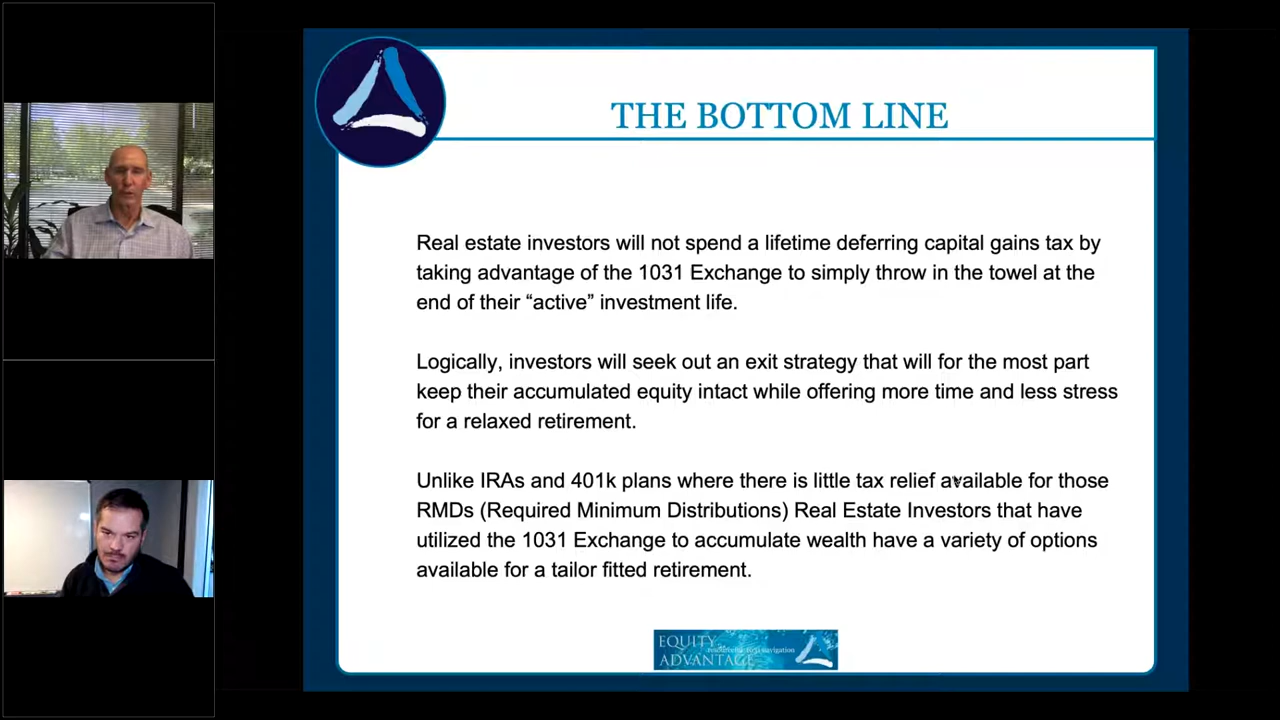 THE BOTTOM LINE
Real estate investors will not spend a lifetime deferring capital gains tax by
taking advantage of the 1031 Exchange to simply throw in the towel at the
end of their “active” investment life.
Logically, investors will seek out an exit strategy that will for the most part
keep their accumulated equity intact while offering more time and less stress
for a relaxed retirement.
Unlike IRAs and 401k plans where there is little tax relief available for those
RMDs (Required Minimum Distributions) Real Estate Investors that have
utilized the 1031 Exchange to accumulate wealth have a variety of options
available for a tailor fitted retirement.
EQUITY
ADVANTAGE
navigation